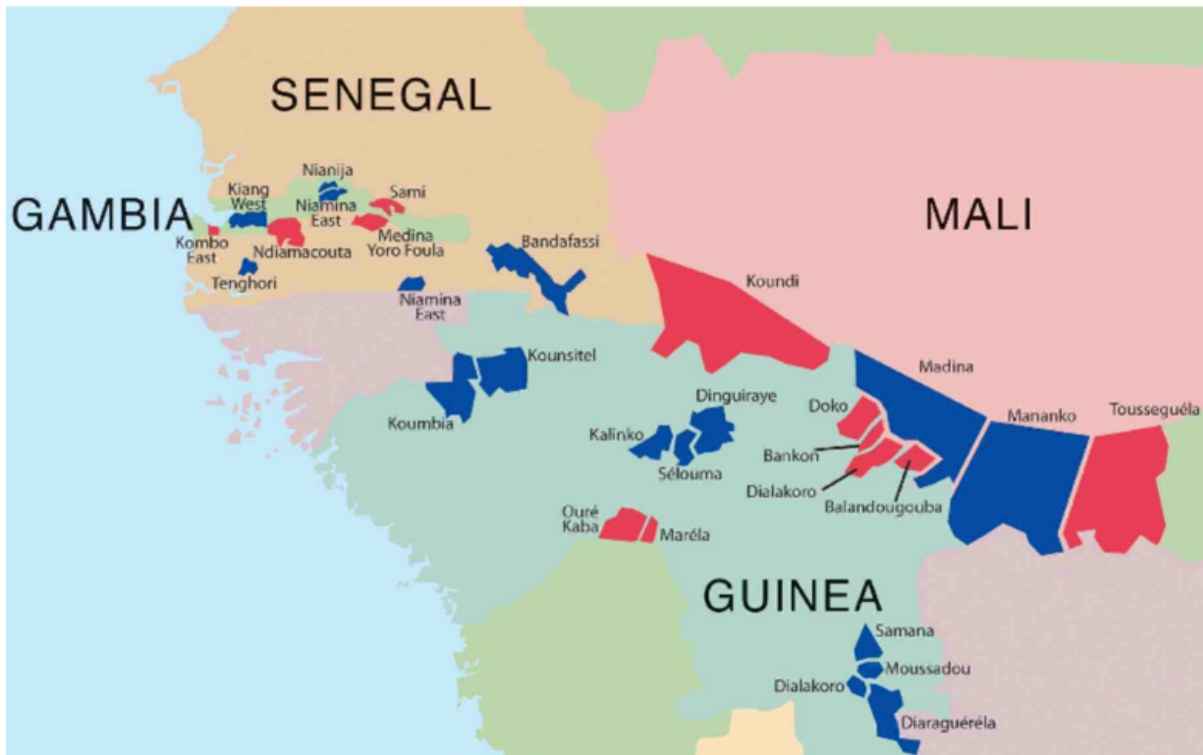 SENEGAL
Nianija
Kiang
West
Sami
GAMBIA
Niamina
East
MALI
Kombo
East
Ndiamacouta
Medina
Yoro Foula
Bandafassi
Tenghori
Koundi
Niamina
East
Kounsitel
Madina
Dinguiraye
Doko
Mananko
Tousseguéla
Koumbia
Kalinko
Bankon
Sélouma
Dialakoro
Balandougouba
Ouré
Kaba
Maréla
GUINEA
Samana
Moussadou
Dialakoro
Diaraguéréla